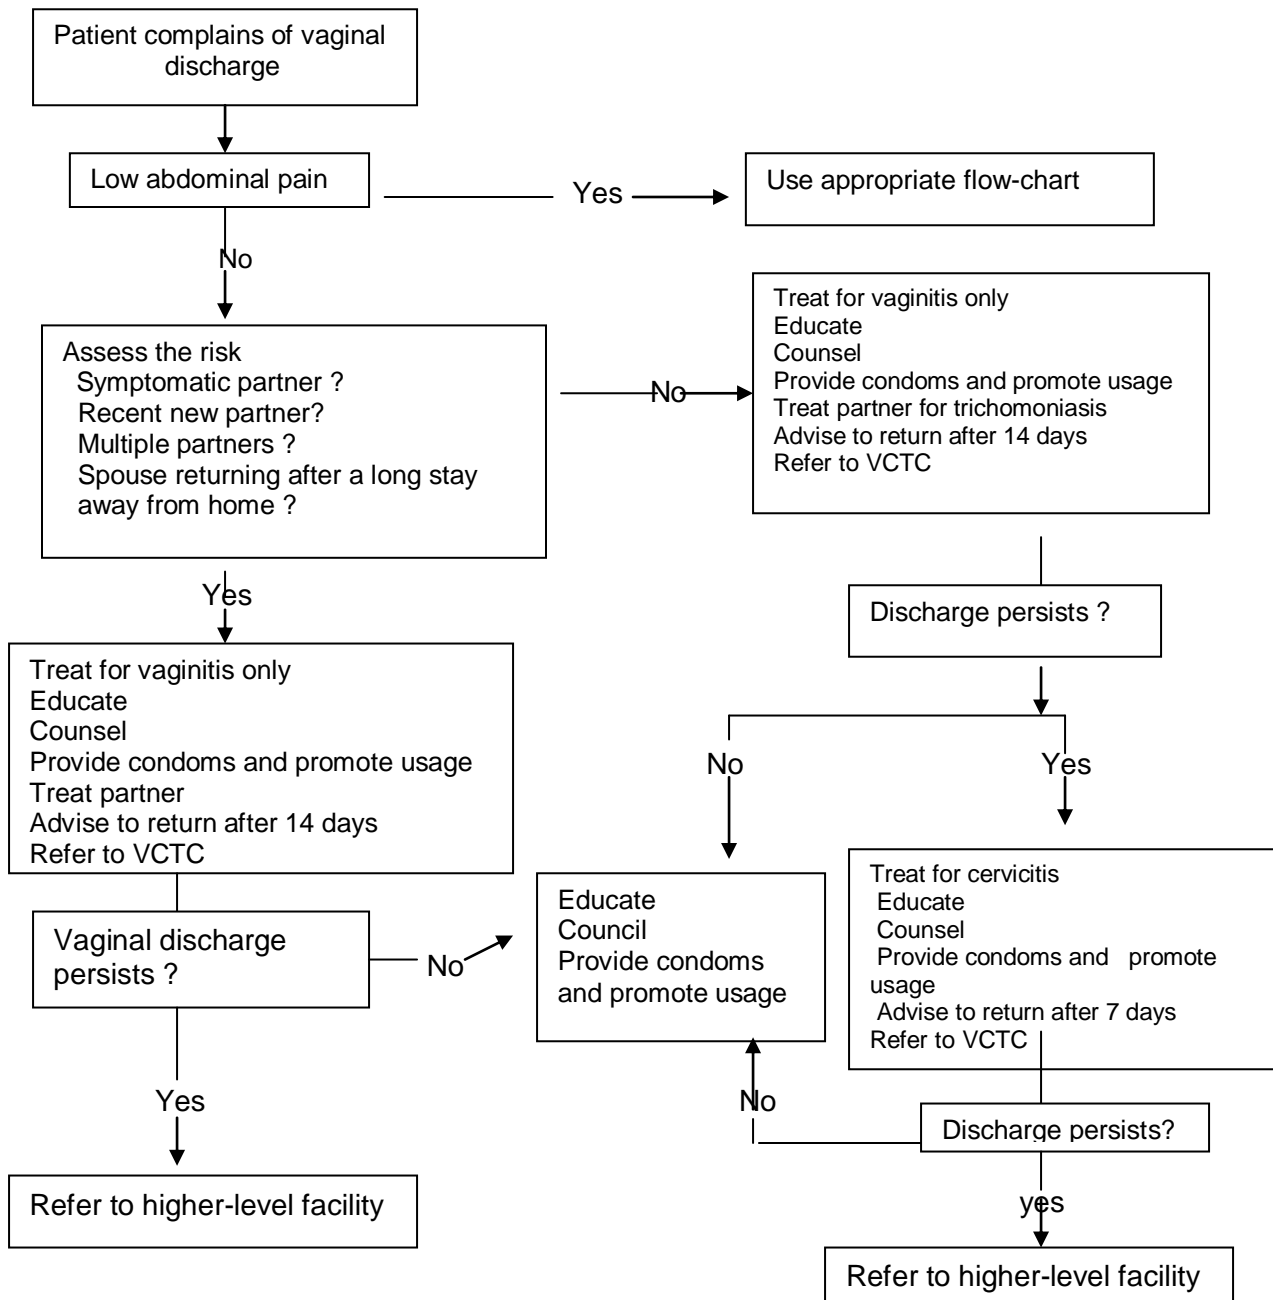 Patient complains of vaginal
discharge
Low abdominal pain
Yes
Use appropriate flow-chart
No
Assess the risk
Symptomatic partner ?
Recent new partner?
Multiple partners ?
Spouse returning after a long stay
away from home ?
No
Treat for vaginitis only
Educate
Counsel
Provide condoms and promote usage
Treat partner for trichomoniasis
Advise to return after 14 days
Refer to VCTC
Yes
Discharge persists ?
Treat for vaginitis only
Educate
Counsel
Provide condoms and promote usage
Treat partner
Advise to return after 14 days
Refer to VCTC
No
Yes
Vaginal discharge
persists ?
No
Educate
Council
Provide condoms
and promote usage
Treat for cervicitis
Educate
Counsel
Provide condoms and promote
usage
Advise to return after 7 days
Refer to VCTC
Yes
No
Discharge persists?
Refer to higher-level facility
yes
Refer to higher-level facility